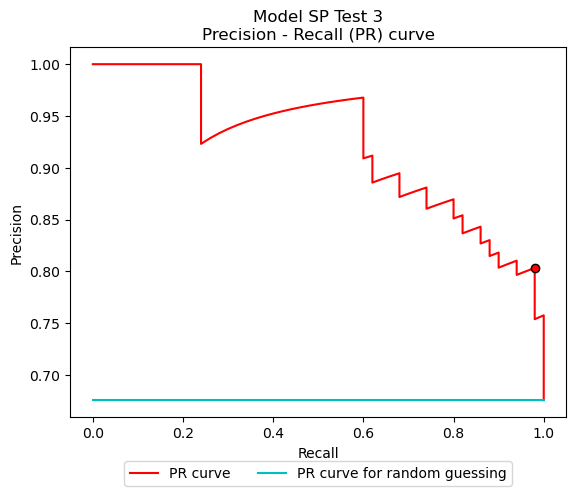 Model SP Test 3
Precision - Recall (PR) curve
1.00
0.95
0.90
0.85
0.80
0.75
0.70
Precision
0.0 0.2 0.4 0.6 0.8 1.0
Recall
PR curve PR curve for random guessing